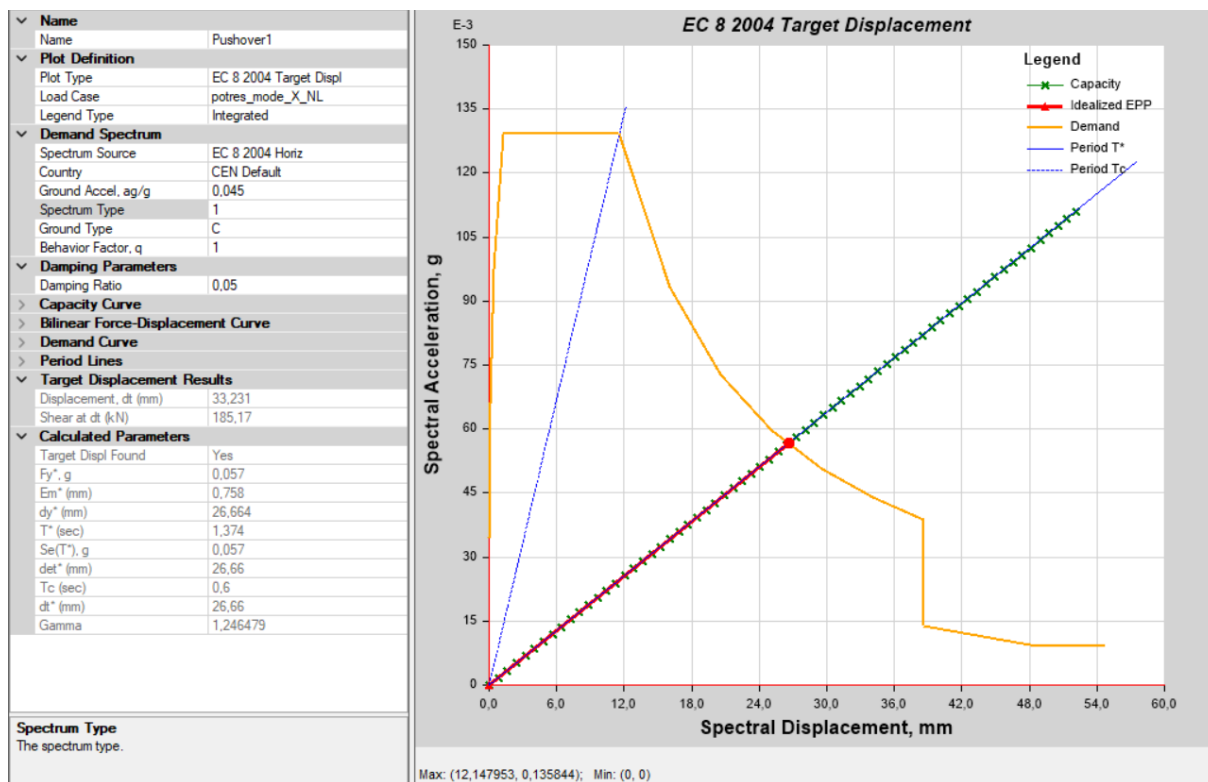 Name
Name Pushover1
Plot Definition
Plot Type EC 8 2004 Target Displ
Load Case potres_mode_X_NL
Legend Type Integrated
Demand Spectrum
Spectrum Source EC 8 2004 Horiz
Country CEN Default
Ground Accel, ag/g 0,045
Spectrum Type 1
Ground Type C
Behavior Factor, q 1
Damping Parameters
Damping Ratio 0,05
Capacity Curve
Bilinear Force-Displacement Curve
Demand Curve
Period Lines
Target Displacement Results
Displacement, dt (mm) 33,231
Shear at dt (kN) 185,17
Calculated Parameters
Target Displ Found Yes
Fy*, g 0,057
Em* (mm) 0,758
dy* (mm) 26,664
T* (sec) 1,374
Se(T*), g 0,057
det* (mm) 26,66
Tc (sec) 0,6
dt* (mm) 26,66
Gamma 1,246479
Spectrum Type
The spectrum type.
E-3
EC 8 2004 Target Displacement
150
135
120
105
90
75
60
45
30
15
0
Spectral Acceleration, g
Legend
Capacity
Idealized EPP
Demand
Period T*
Period Tc
0,0 6,0 12,0 18,0 24,0 30,0 36,0 42,0 48,0 54,0 60,0
Spectral Displacement, mm
Max: (12,147953, 0,135844); Min: (0, 0)